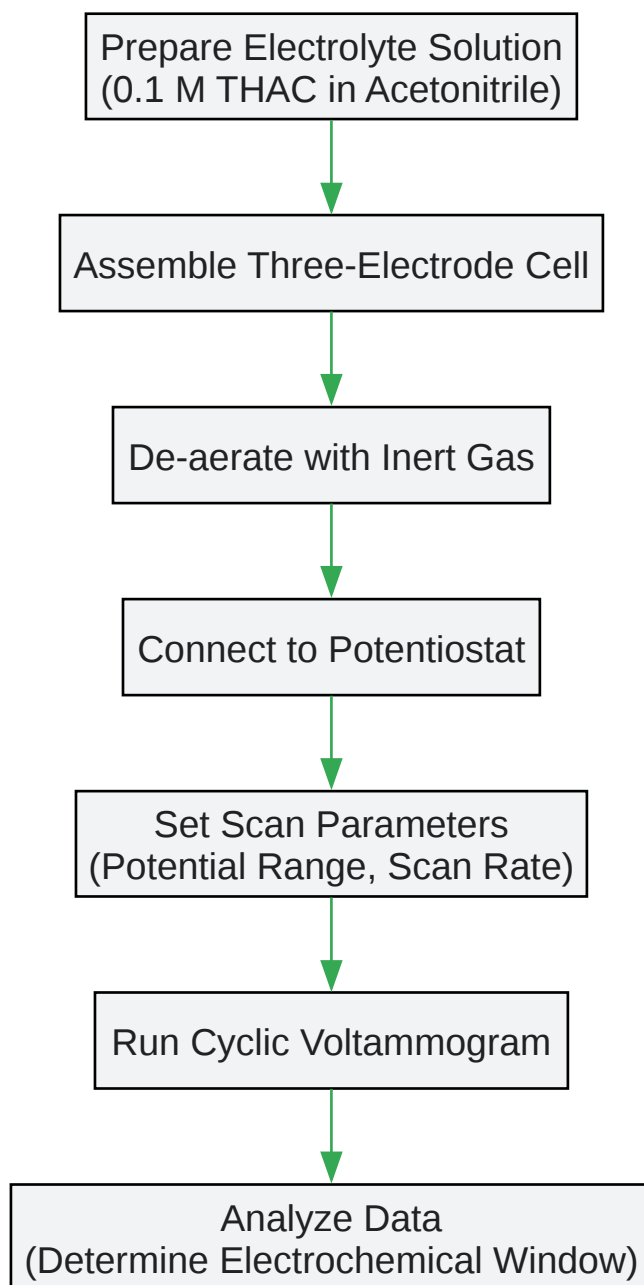 Prepare Electrolyte Solution
(0.1 M THAC in Acetonitrile)
Assemble Three-Electrode Cell
De-aerate with Inert Gas
Connect to Potentiostat
Set Scan Parameters
(Potential Range, Scan Rate)
Run Cyclic Voltammogram
Analyze Data
(Determine Electrochemical Window)